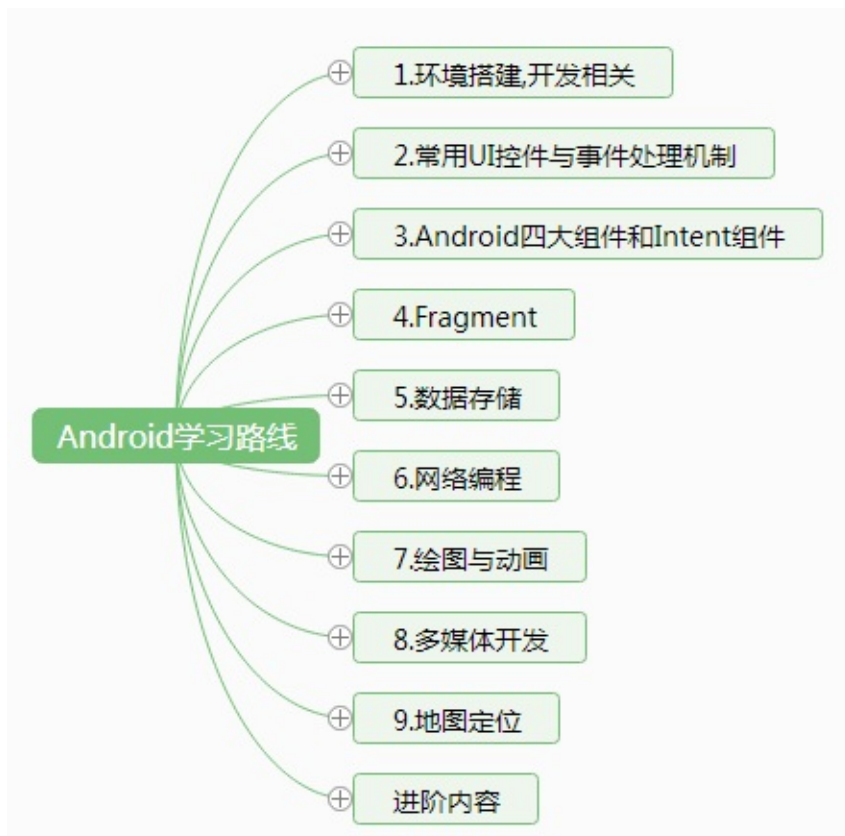 1.环境搭建,开发相关
2.常用UI控件与事件处理机制
3.Android四大组件和Intent组件
4.Fragment
5.数据存储
Android学习路线
6.网络编程
7.绘图与动画
8.多媒体开发
9.地图定位
进阶内容